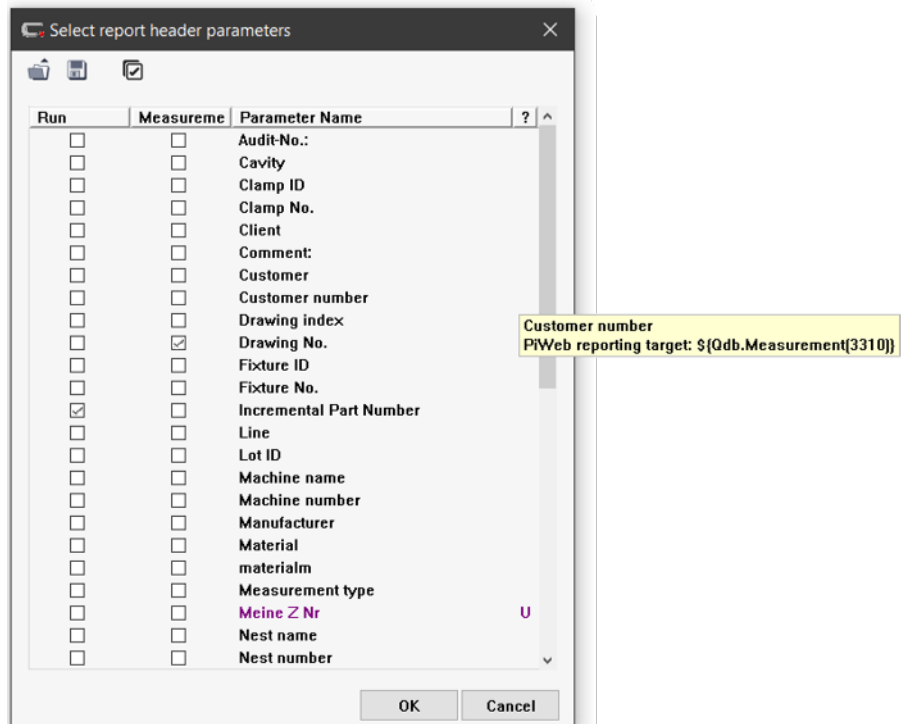 Select report header parameters
Run Measureme Parameter Name ?
Audit-No.:
Cavity
Clamp ID
Clamp No.
Client
Comment:
Customer
Customer number
Drawing index
Customer number
Drawing No.
PiWeb reporting target: ${Qdb.Measurement(3310)}
Fixture ID
Fixture No.
Incremental Part Number
Line
Lot ID
Machine name
Machine number
Manufacturer
Material
materialm
Measurement type
Meine Z Nr U
Nest name
Nest number
OK Cancel